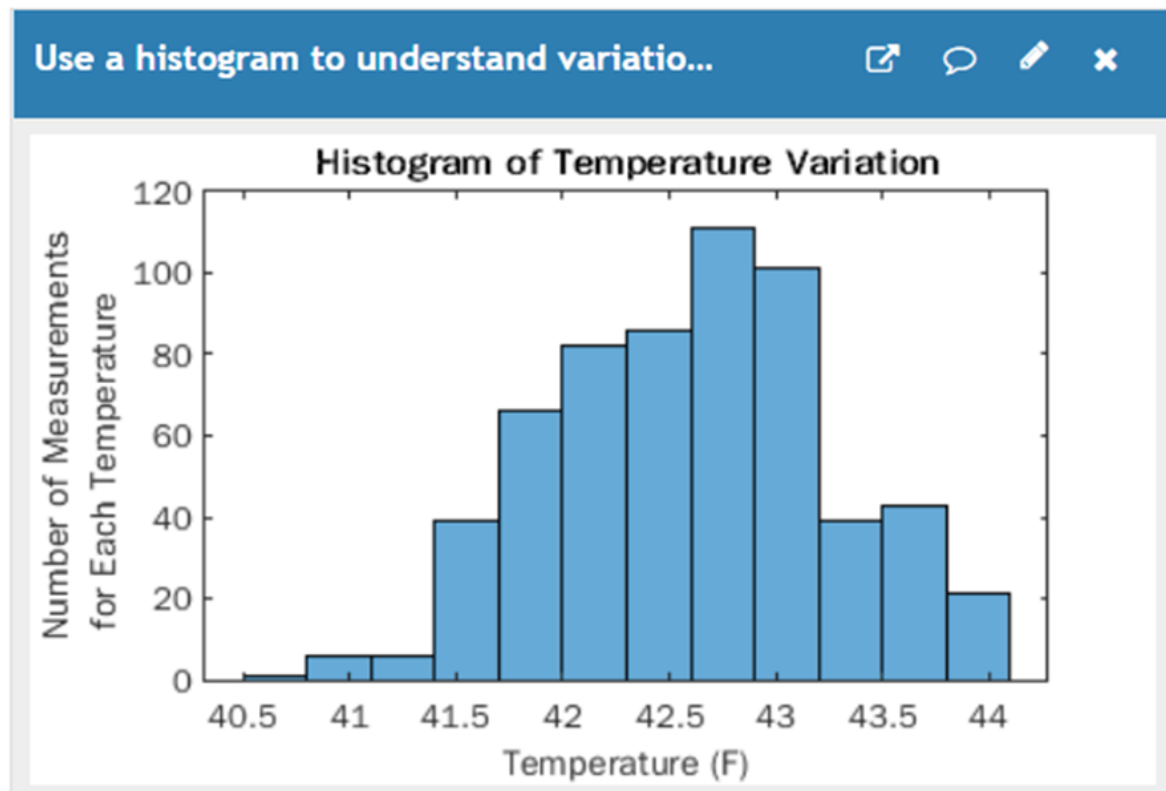 Use a histogram to understand variatio...
Histogram of Temperature Variation
120
100
80
60
40
20
0
Number of Measurements
for Each Temperature
40.5 41 41.5 42 42.5 43 43.5 44
Temperature (F)